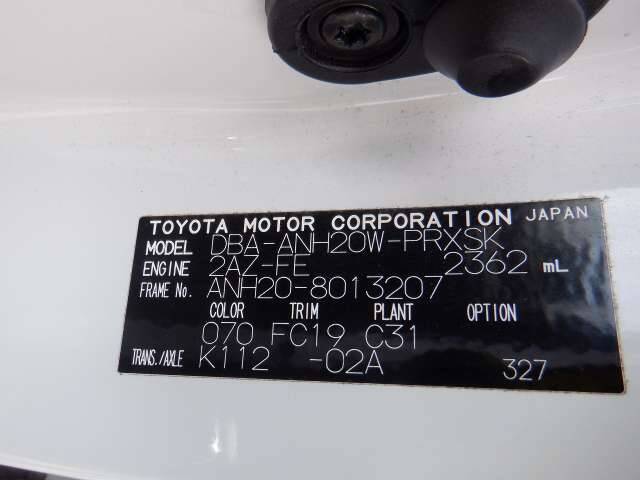 TOYOTA MOTOR CORPORATION JAPAN
MODEL DBA-ANH20W-PRXSK
ENGINE 2AZ-FE 2362 mL
FRAME No. ANH20-8013207
COLOR TRIM PLANT OPTION
070 FC19 C31
TRANS./AXLE K112 -02A 327